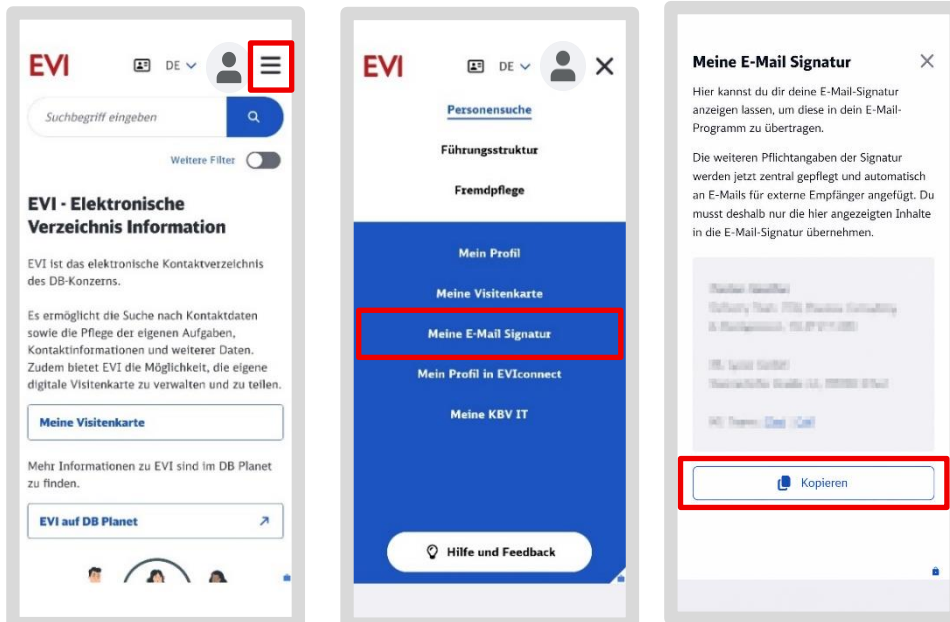 EVI
DE
Suchbegriff eingeben
Weitere Filter
EVI - Elektronische
Verzeichnis Information
EVI ist das elektronische Kontaktverzeichnis
des DB-Konzerns.
Es ermöglicht die Suche nach Kontaktdaten
sowie die Pflege der eigenen Aufgaben,
Kontaktinformationen und weiterer Daten.
Zudem bietet EVI die Möglichkeit, die eigene
digitale Visitenkarte zu verwalten und zu teilen.
Meine Visitenkarte
Mehr Informationen zu EVI sind im DB Planet
zu finden.
EVI auf DB Planet
EVI
DE
Personensuche
Führungsstruktur
Fremdpflege
Mein Profil
Meine Visitenkarte
Meine E-Mail Signatur
Mein Profil in EVIconnect
Meine KBV IT
Hilfe und Feedback
Meine E-Mail Signatur
Hier kannst du dir deine E-Mail-Signatur
anzeigen lassen, um diese in dein E-Mail-
Programm zu übertragen.
Die weiteren Pflichtangaben der Signatur
werden jetzt zentral gepflegt und automatisch
an E-Mails für externe Empfänger angefügt. Du
musst deshalb nur die hier angezeigten Inhalte
in die E-Mail-Signatur übernehmen.
Kopieren